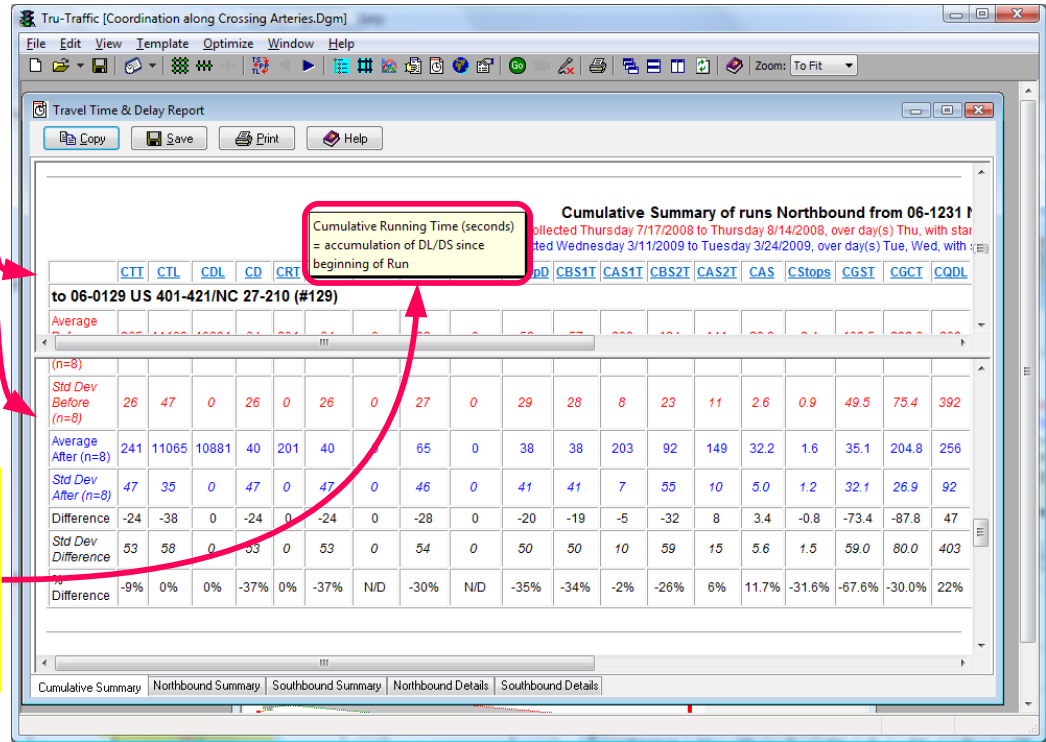 Tru-Traffic [Coordination along Crossing Arteries.Dgm]
File Edit View Template Optimize Window Help
Zoom: To Fit
Travel Time & Delay Report
Copy Save Print Help
Cumulative Summary of runs Northbound from 06-1231 N
llected Thursday 7/17/2008 to Thursday 8/14/2008, over day(s) Thu, with star
ted Wednesday 3/11/2009 to Tuesday 3/24/2009, over day(s) Tue, Wed, with s
Cumulative Running Time (seconds)
= accumulation of DL/DS since
beginning of Run
CTT CTL CDL CD CRT pD CBS1T CAS1T CBS2T CAS2T CAS CStops CGST CGCT CQDL
to 06-0129 US 401-421/NC 27-210 (#129)
Average
(n=8)
Std Dev Before (n=8) 26 47 0 26 0 26 0 27 0 29 28 8 23 11 2.6 0.9 49.5 75.4 392
Average After (n=8) 241 11065 10881 40 201 40 65 0 38 38 203 92 149 32.2 1.6 35.1 204.8 256
Std Dev After (n=8) 47 35 0 47 0 47 0 46 0 41 41 7 55 10 5.0 1.2 32.1 26.9 92
Difference -24 -38 0 -24 0 -24 0 -28 0 -20 -19 -5 -32 8 3.4 -0.8 -73.4 -87.8 47
Std Dev Difference 53 58 0 53 0 53 0 54 0 50 50 10 59 15 5.6 1.5 59.0 80.0 403
% Difference -9% 0% 0% -37% 0% -37% N/D -30% N/D -35% -34% -2% -26% 6% 11.7% -31.6% -67.6% -30.0% 22%
Cumulative Summary Northbound Summary Southbound Summary Northbound Details Southbound Details